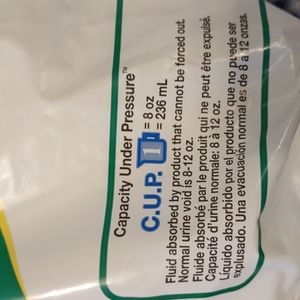 Capacity Under Pressure™
C.U.P. 1 = 8 oz
= 236 mL
Fluid absorbed by product that cannot be forced out.
Normal urine void is 8-12 oz.
Fluide absorbé par le produit qui ne peut être expulsé.
Capacité d'urine normale: 8 à 12 oz.
Líquido absorbido por el producto que no puede ser
explusado. Una evacuación normal es de 8 a 12 onzas.